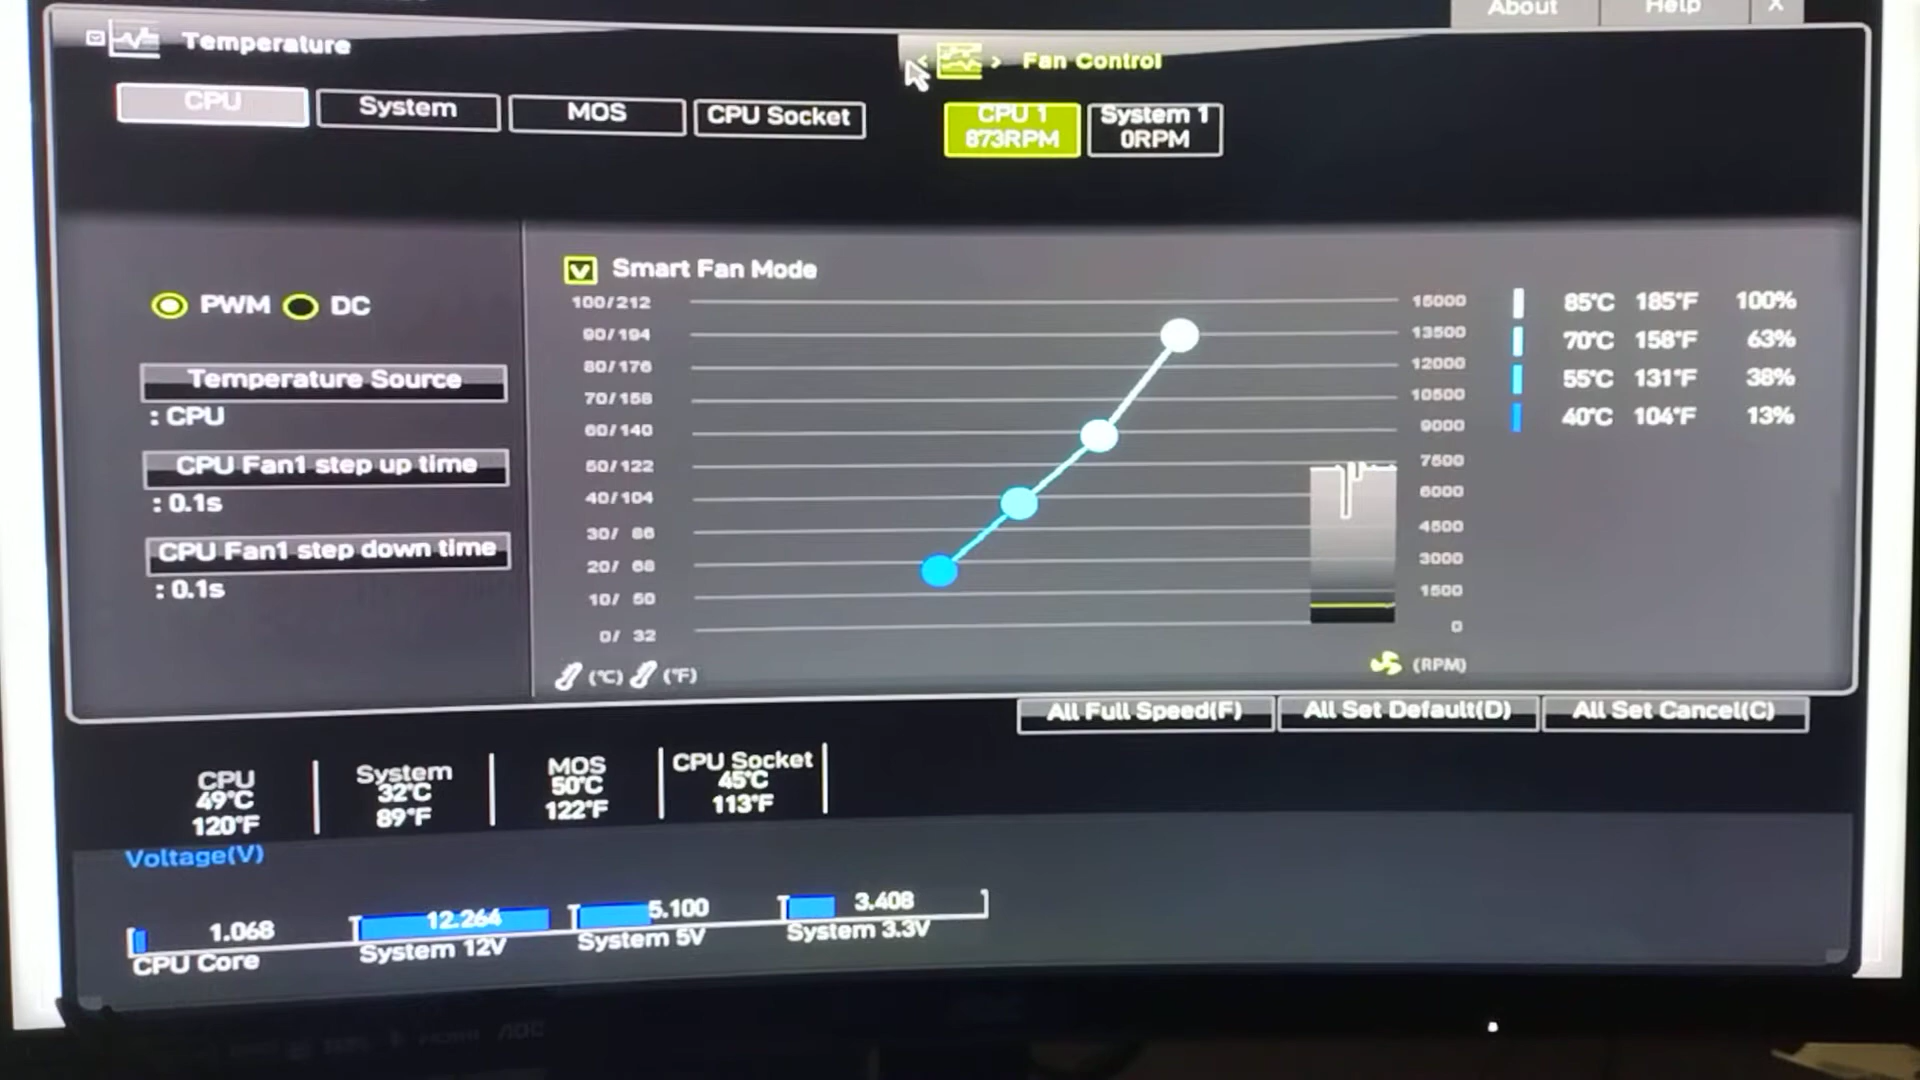 About Help X
Temperature
< > Fan Control
CPU System MOS CPU Socket
CPU 1
873RPM
System 1
0RPM
PWM DC
Temperature Source
: CPU
CPU Fan1 step up time
: 0.1s
CPU Fan1 step down time
: 0.1s
Smart Fan Mode
100/212
90/194
80/176
70/158
60/140
50/122
40/104
30/ 86
20/ 68
10/ 50
0/ 32
(°C) (°F)
15000
13500
12000
10500
9000
7500
6000
4500
3000
1500
0
(RPM)
85°C 185°F 100%
70°C 158°F 63%
55°C 131°F 38%
40°C 104°F 13%
All Full Speed(F) All Set Default(D) All Set Cancel(C)
CPU
49°C
120°F
System
32°C
89°F
MOS
50°C
122°F
CPU Socket
45°C
113°F
Voltage(V)
1.068
CPU Core
12.264
System 12V
5.100
System 5V
3.408
System 3.3V
AOC